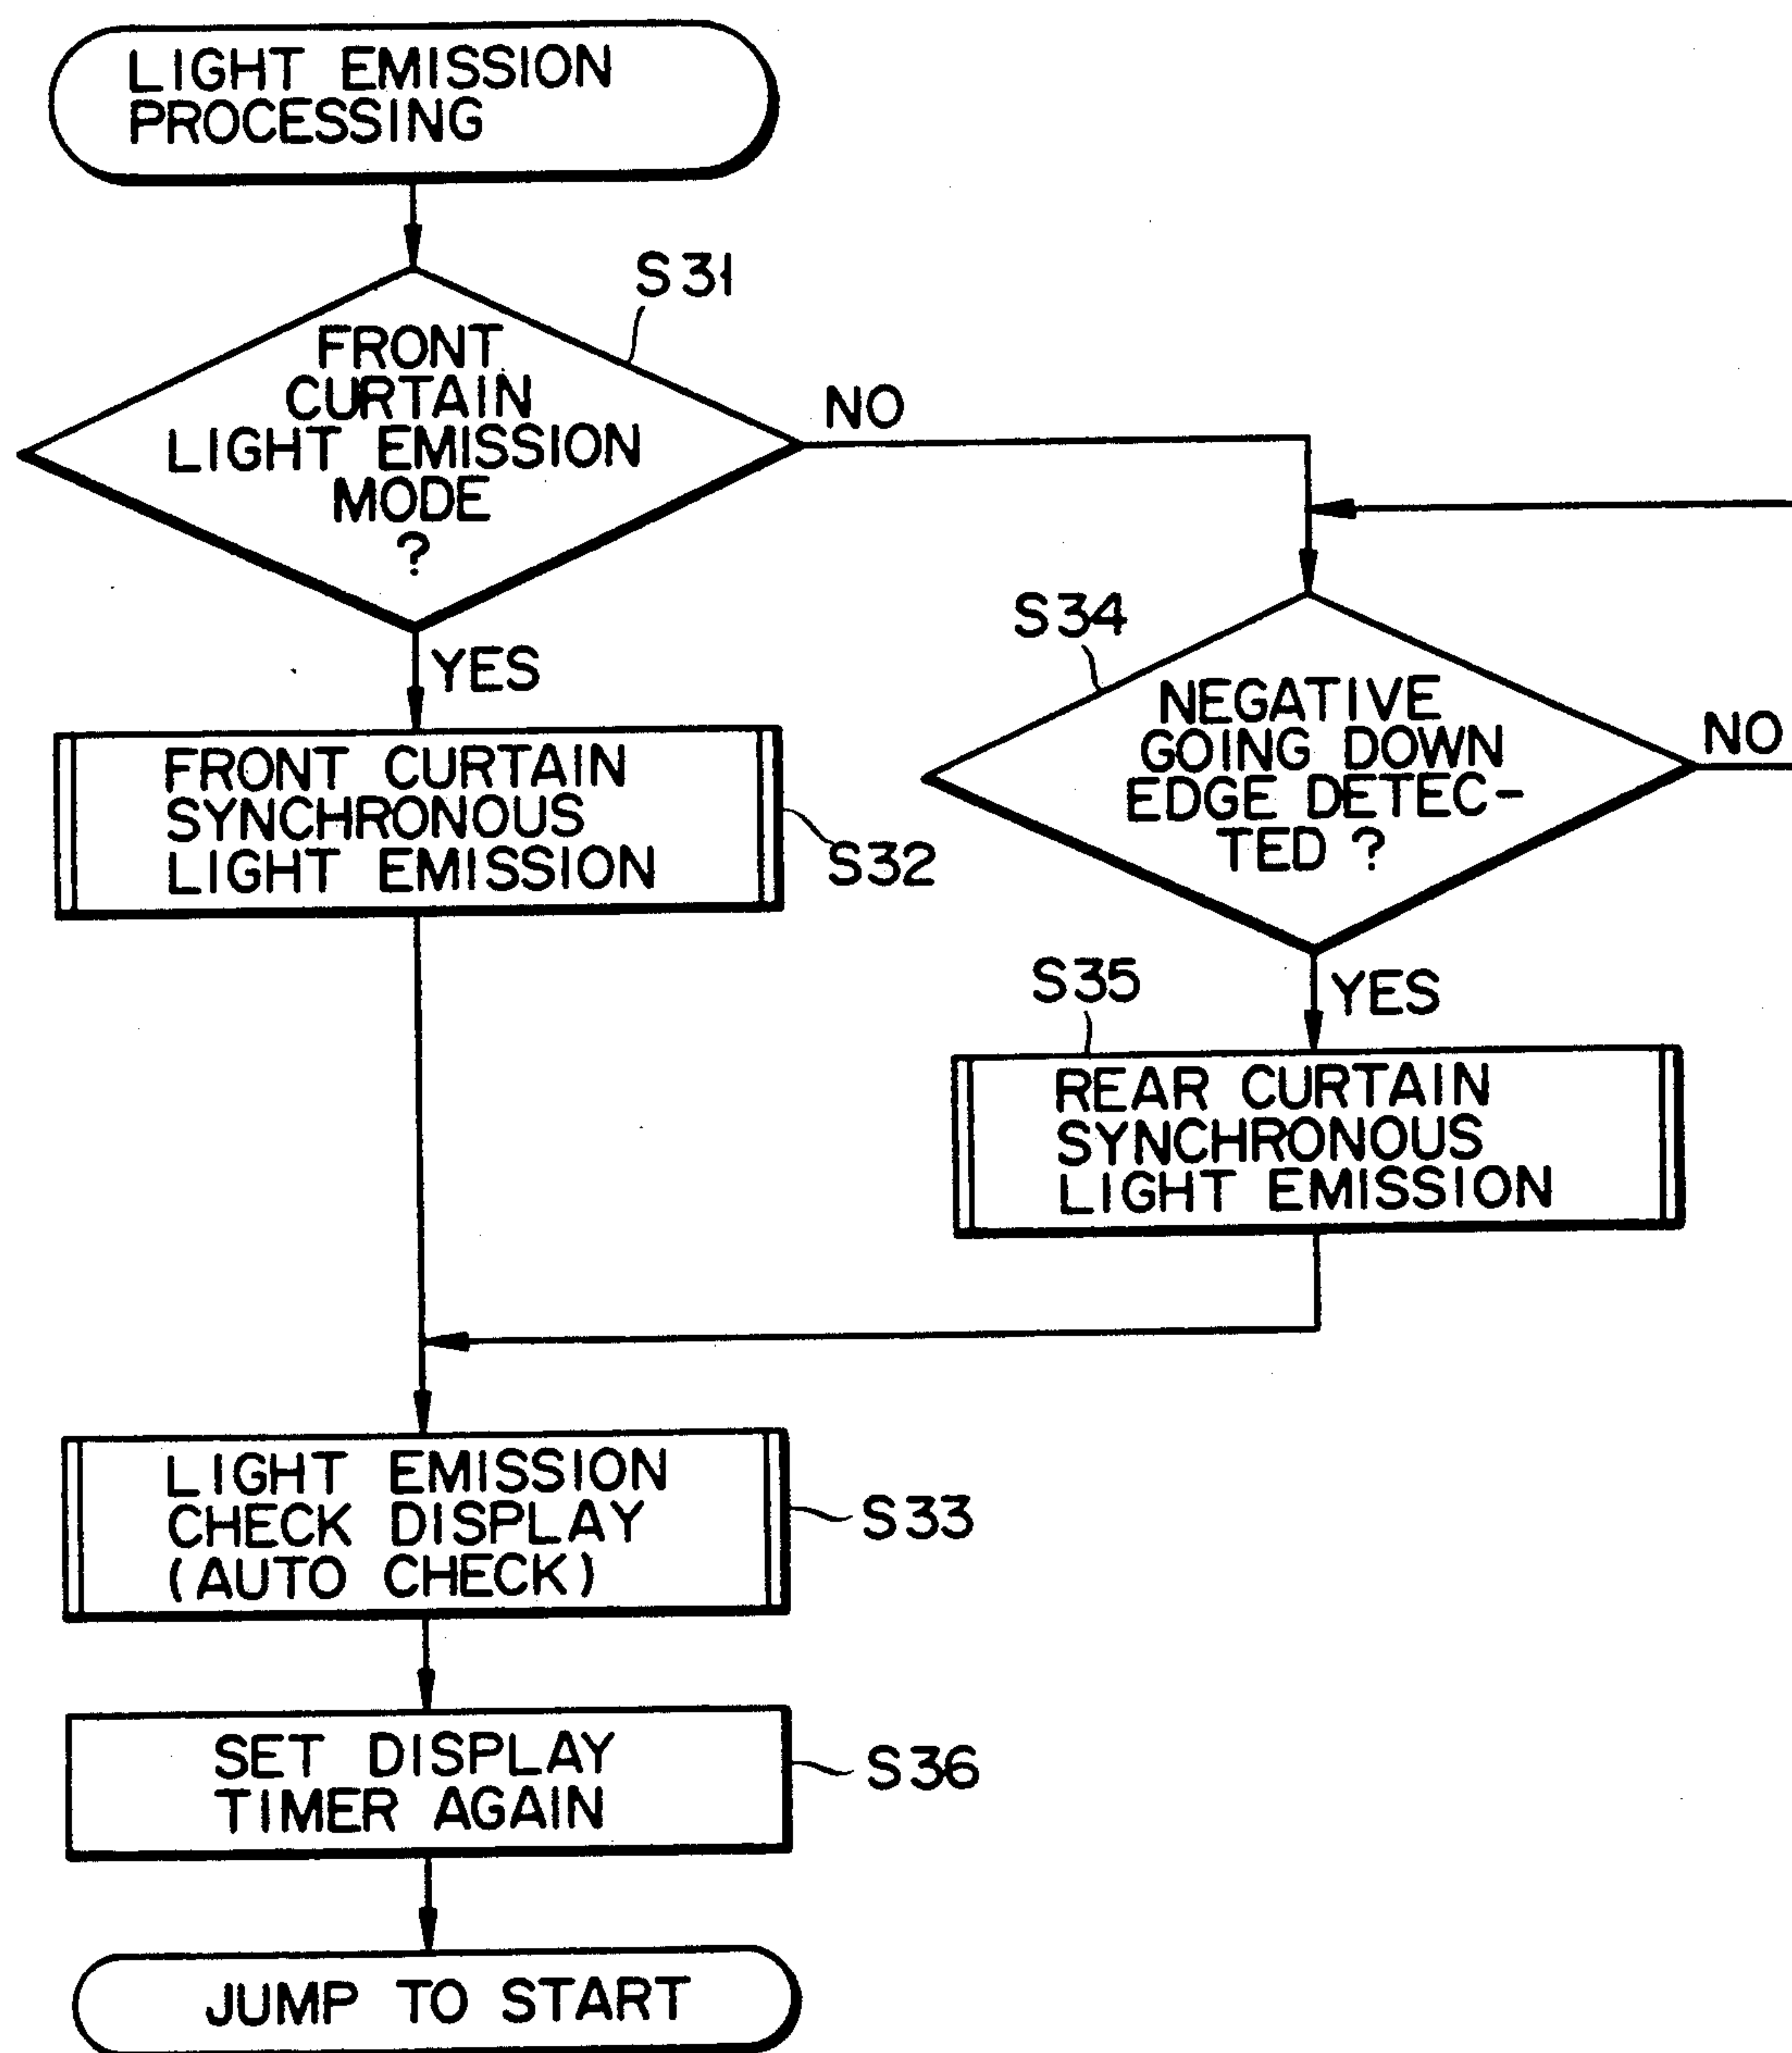 LIGHT EMISSION
PROCESSING
S31
FRONT
CURTAIN
LIGHT EMISSION
MODE
?
NO
YES
S34
NEGATIVE
GOING DOWN
EDGE DETEC-
TED ?
NO
FRONT CURTAIN
SYNCHRONOUS
LIGHT EMISSION
S32
S35
YES
REAR CURTAIN
SYNCHRONOUS
LIGHT EMISSION
LIGHT EMISSION
CHECK DISPLAY
(AUTO CHECK)
S33
SET DISPLAY
TIMER AGAIN
S36
JUMP TO START